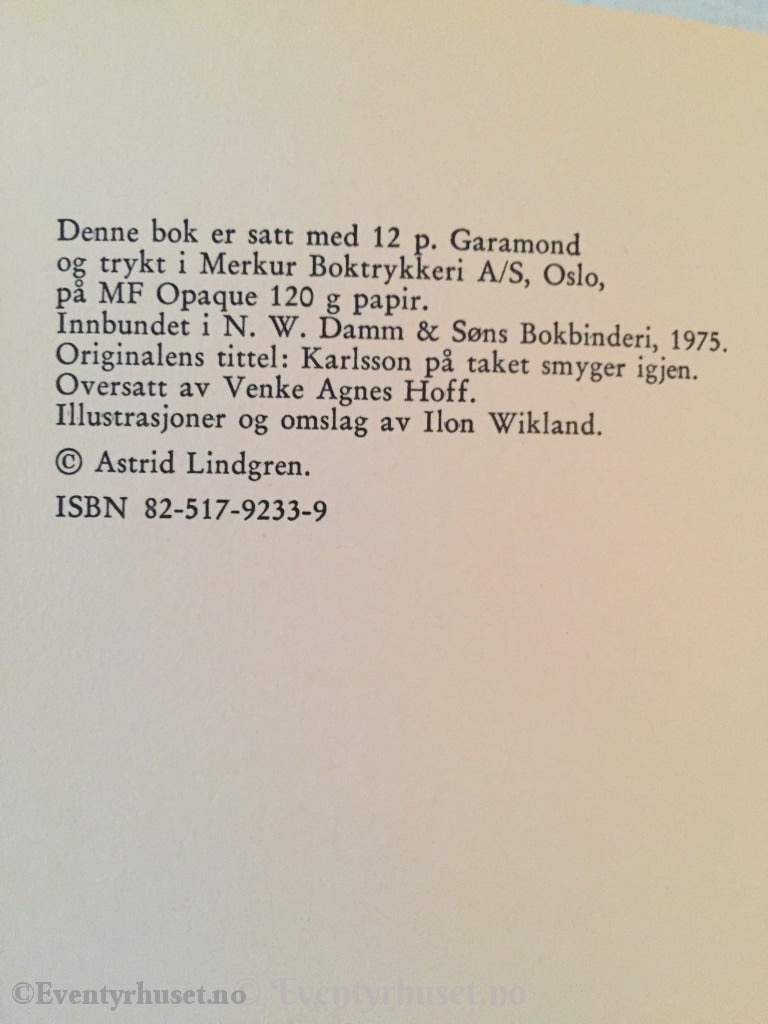 Denne bok er satt med 12 p. Garamond
og trykt i Merkur Boktrykkeri A/S, Oslo,
på MF Opaque 120 g papir.
Innbundet i N. W. Damm & Søns Bokbinderi, 1975.
Originalens tittel: Karlsson på taket smyger igjen.
Oversatt av Venke Agnes Hoff.
Illustrasjoner og omslag av Ilon Wikland.
© Astrid Lindgren.
ISBN 82-517-9233-9
©Eventyrhuset.no © Eventyrhuset.no